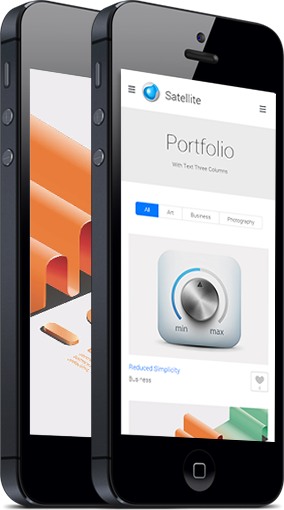 Satellite
Portfolio
With Text Three Columns
All
Art
Business
Photography
min
max
Reduced Simplicity
Business